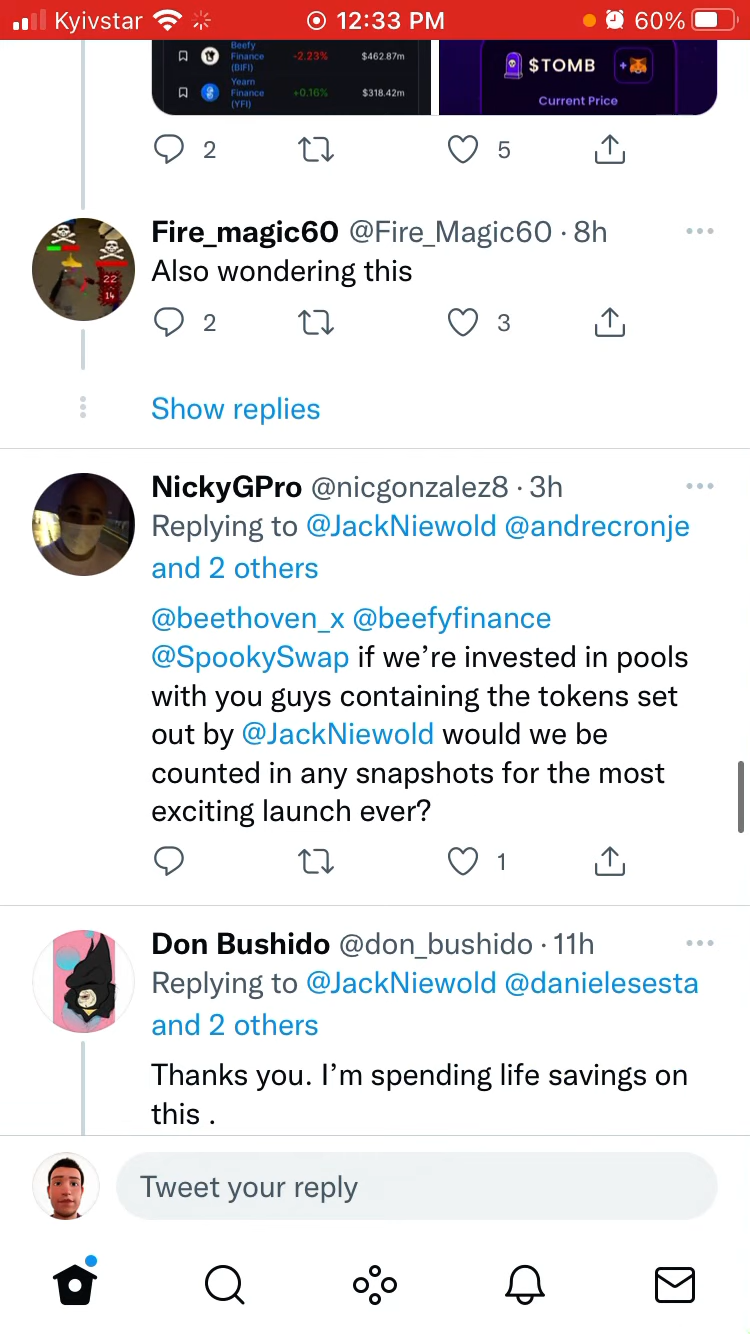 Kyivstar 12:33 PM 60%
Beefy
Finance
(BIFI)
-2.23%
$462.87m
Yearn
Finance
(YFI)
+0.16%
$318.42m
$TOMB
+
Current Price
2
5
Fire_magic60 @Fire_Magic60 · 8h
Also wondering this
22
14
2
3
Show replies
NickyGPro @nicgonzalez8 · 3h
Replying to @JackNiewold @andrecronje
and 2 others
@beethoven_x @beefyfinance
@SpookySwap if we’re invested in pools
with you guys containing the tokens set
out by @JackNiewold would we be
counted in any snapshots for the most
exciting launch ever?
1
Don Bushido @don_bushido · 11h
Replying to @JackNiewold @danielesesta
and 2 others
Thanks you. I’m spending life savings on
this .
Tweet your reply